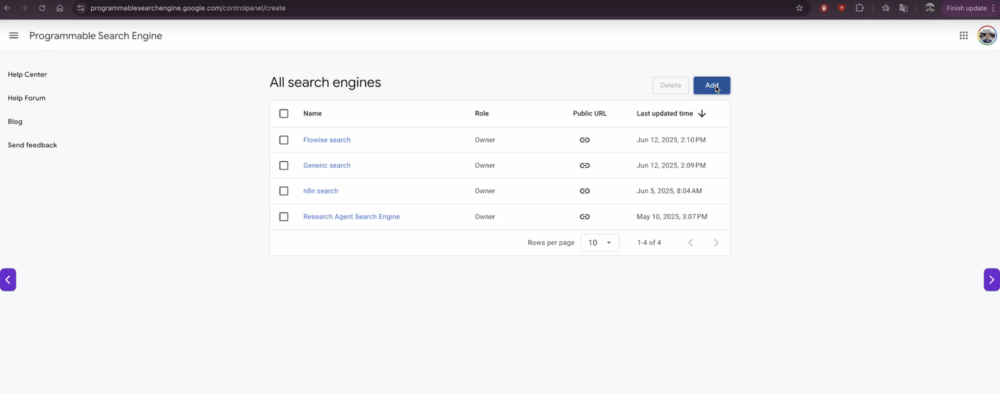 programmablesearchengine.google.com/controlpanel/create
Finish update
Programmable Search Engine
Help Center
Help Forum
Blog
Send feedback
All search engines
Delete Add
Name Role Public URL Last updated time
Flowise search Owner Jun 12, 2025, 2:10 PM
Generic search Owner Jun 12, 2025, 2:09 PM
n8n search Owner Jun 5, 2025, 8:04 AM
Research Agent Search Engine Owner May 10, 2025, 3:07 PM
Rows per page 10 1-4 of 4